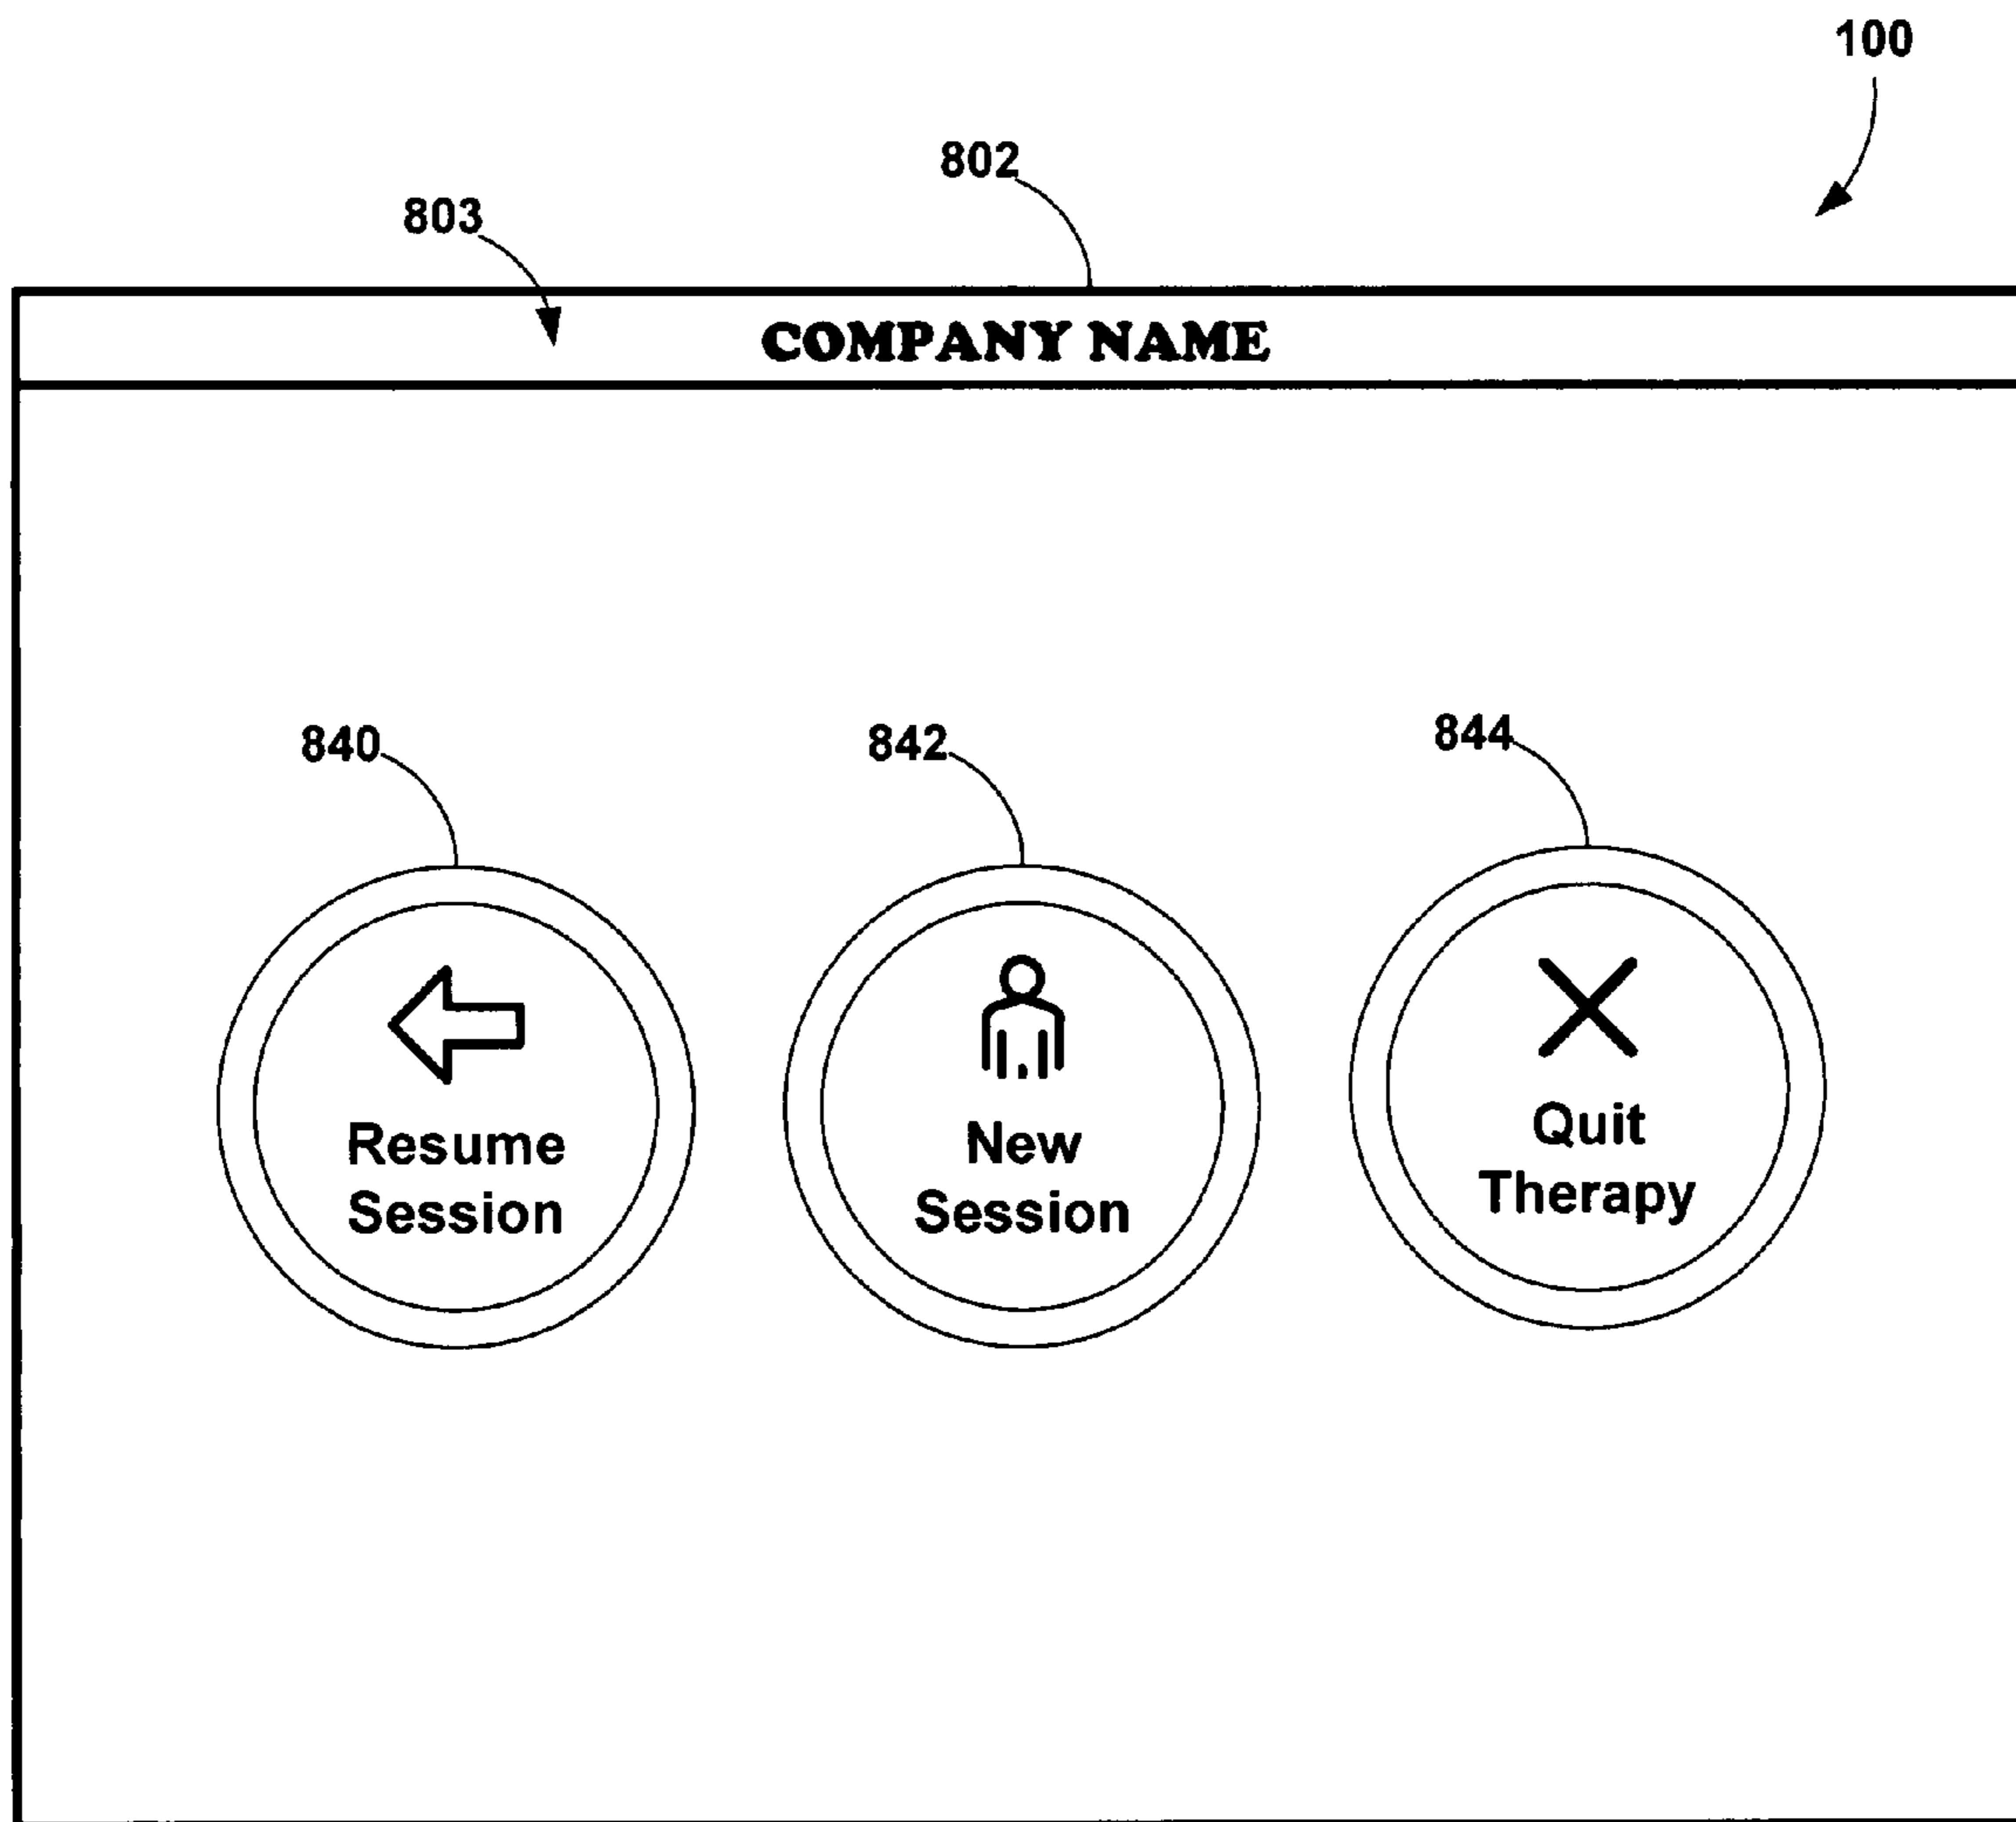 100
802
803
COMPANY NAME
840
842
844
Resume
Session
New
Session
Quit
Therapy